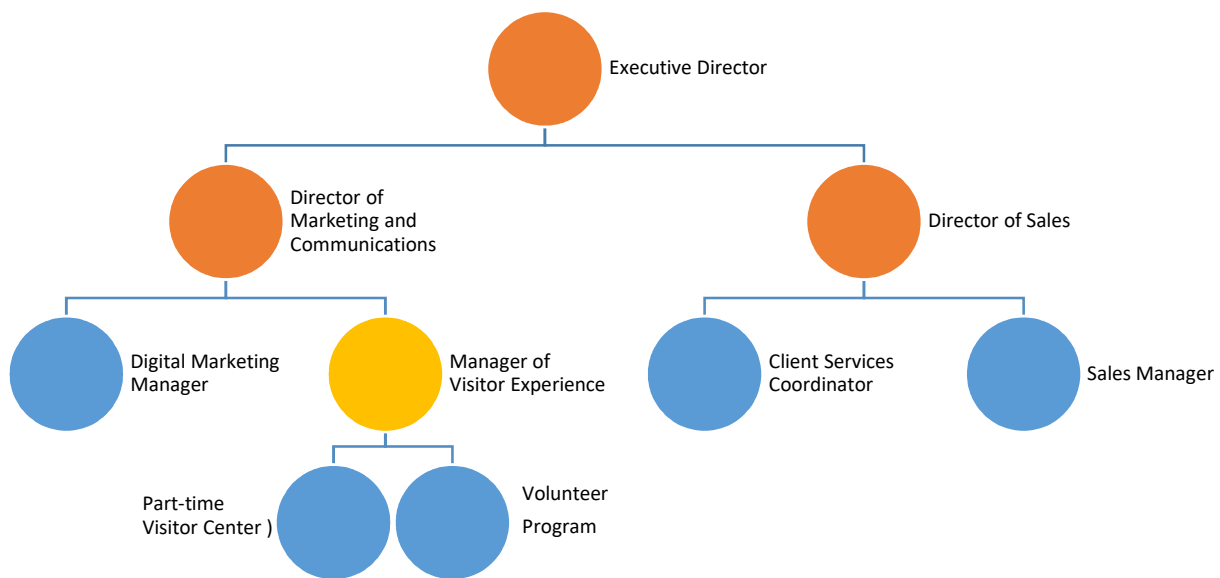 Executive Director
Director of
Marketing and
Communications
Director of Sales
Digital Marketing
Manager
Manager of
Visitor Experience
Client Services
Coordinator
Sales Manager
Part-time
Visitor Center )
Volunteer
Program